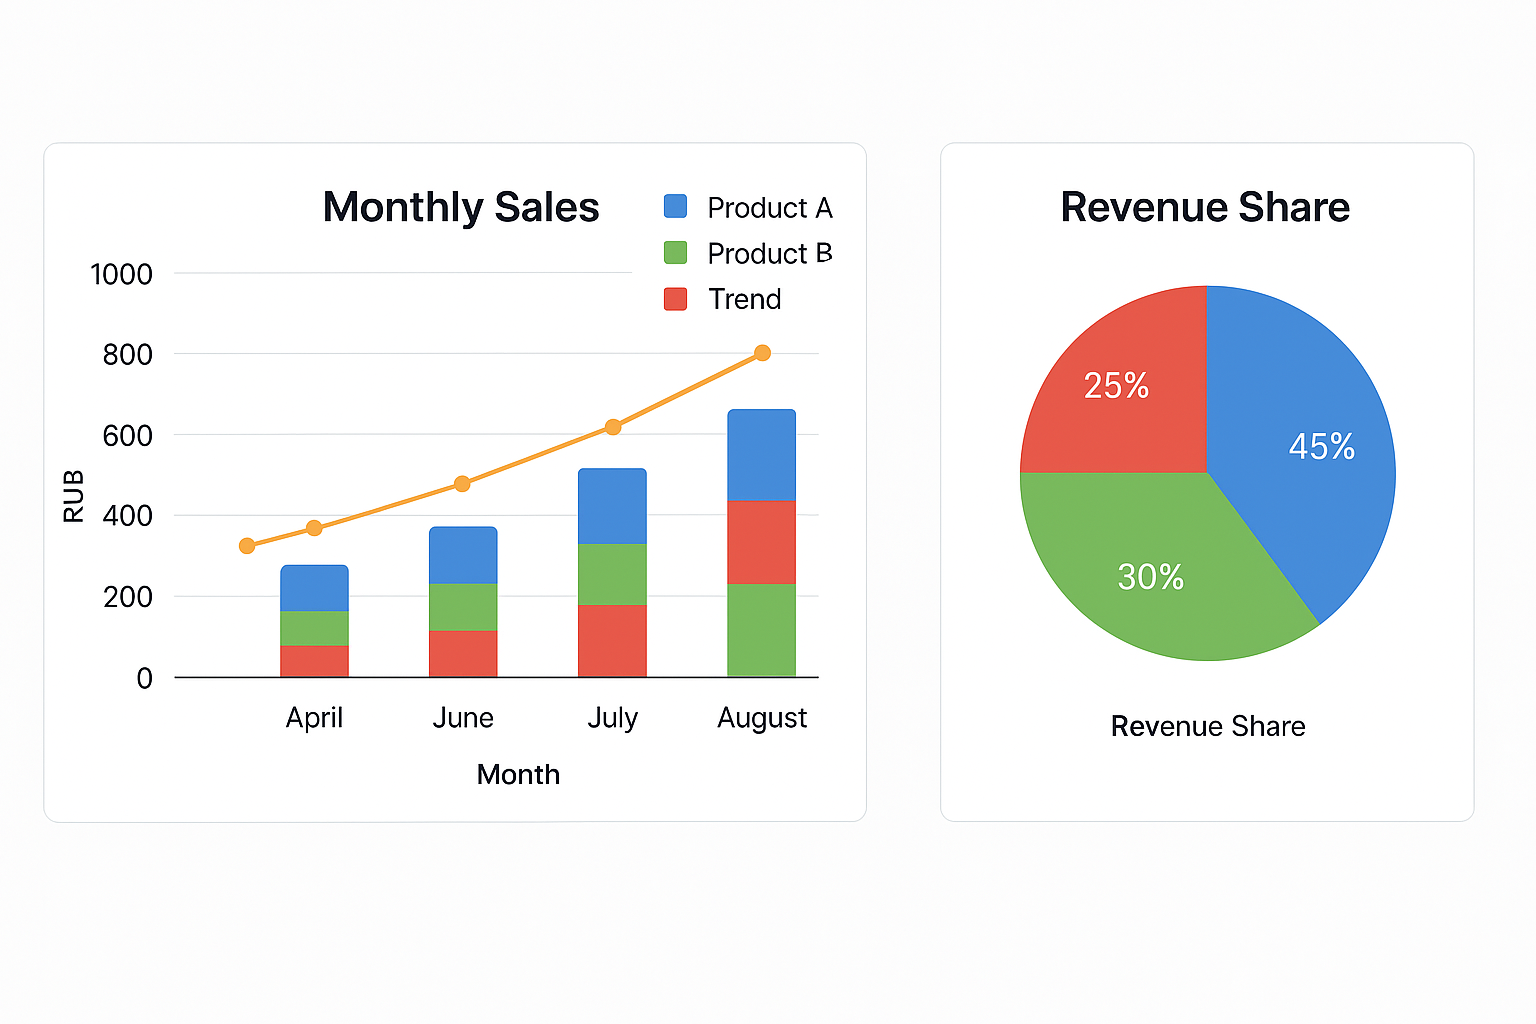 Monthly Sales
Product A
Product B
Trend
1000
800
600
400
200
0
RUB
April
June
July
August
Month
Revenue Share
25%
45%
30%
Revenue Share